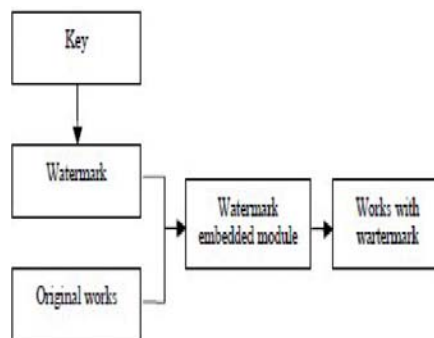 Key
Watermark
Original works
Watermark
embedded module
Works with
wartermark